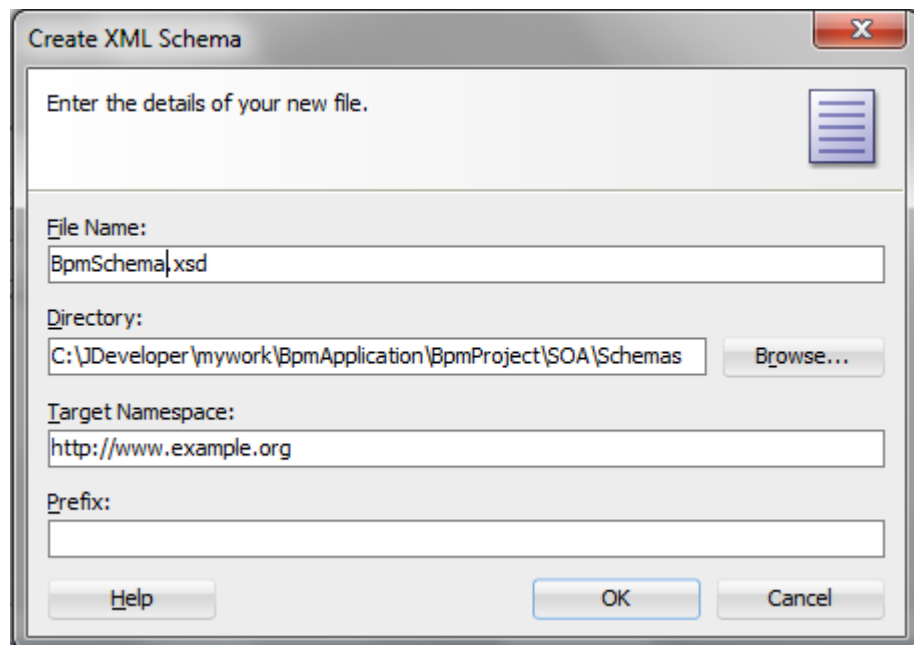 Create XML Schema
Enter the details of your new file.
File Name:
BpmSchema.xsd
Directory:
C:\JDeveloper\mywork\BpmApplication\BpmProject\SOA\Schemas
Browse...
Target Namespace:
http://www.example.org
Prefix:
Help
OK
Cancel